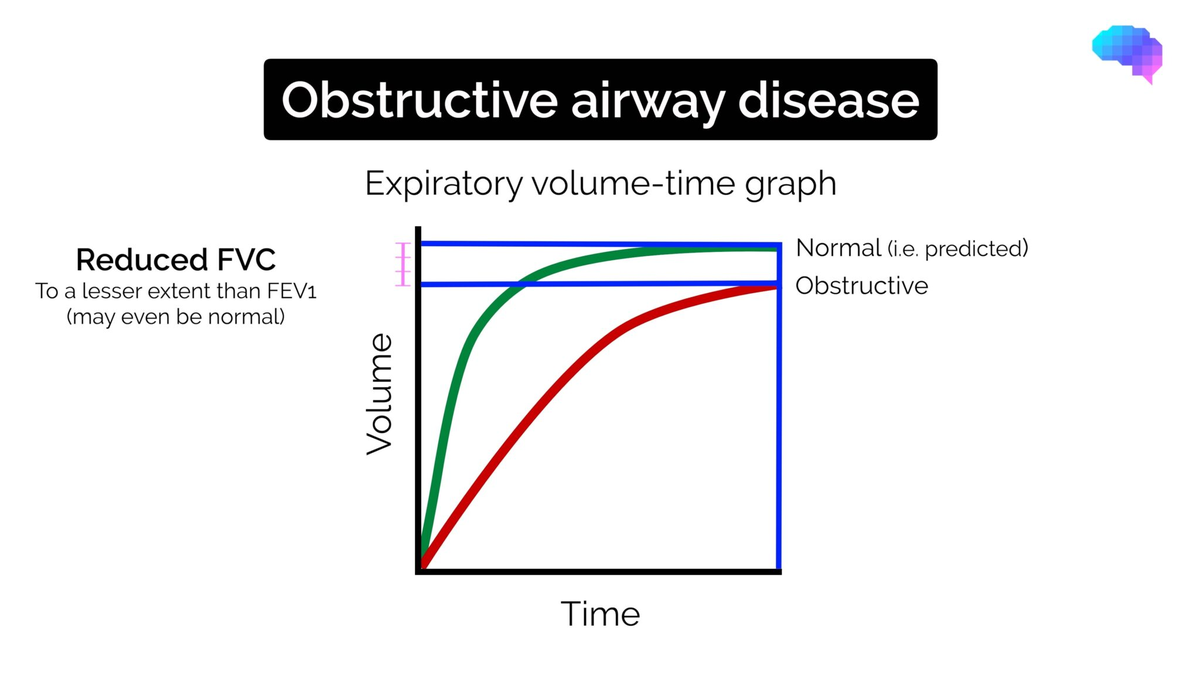 Obstructive airway disease
Expiratory volume-time graph
Reduced FVC
To a lesser extent than FEV1
(may even be normal)
Normal (i.e. predicted)
Obstructive
Volume
Time